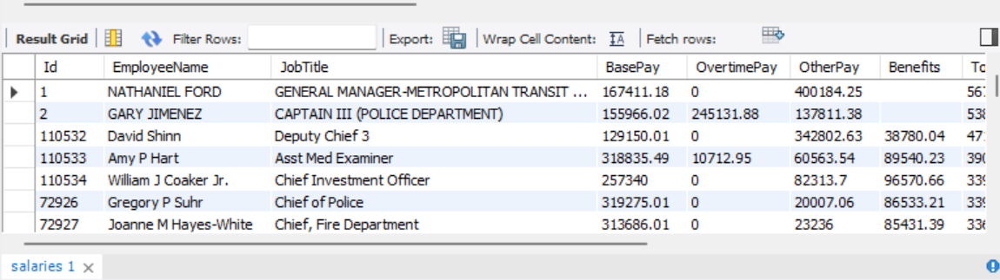 Result Grid Filter Rows: Export: Wrap Cell Content: Fetch rows:
Id EmployeeName JobTitle BasePay OvertimePay OtherPay Benefits To
1 NATHANIEL FORD GENERAL MANAGER-METROPOLITAN TRANSIT ... 167411.18 0 400184.25 567
2 GARY JIMENEZ CAPTAIN III (POLICE DEPARTMENT) 155966.02 245131.88 137811.38 538
110532 David Shinn Deputy Chief 3 129150.01 0 342802.63 38780.04 47
110533 Amy P Hart Asst Med Examiner 318835.49 10712.95 60563.54 89540.23 390
110534 William J Coaker Jr. Chief Investment Officer 257340 0 82313.7 96570.66 339
72926 Gregory P Suhr Chief of Police 319275.01 0 20007.06 86533.21 339
72927 Joanne M Hayes-White Chief, Fire Department 313686.01 0 23236 85431.39 336
salaries 1